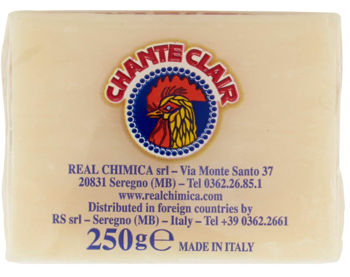 CHANTE CLAIR
REAL CHIMICA srl – Via Monte Santo 37
20831 Seregno (MB) – Tel 0362.26.85.1
www.realchimica.com
Distributed in foreign countries by
RS srl – Seregno (MB) – Italy – Tel +39 0362.2661
250g℮ MADE IN ITALY